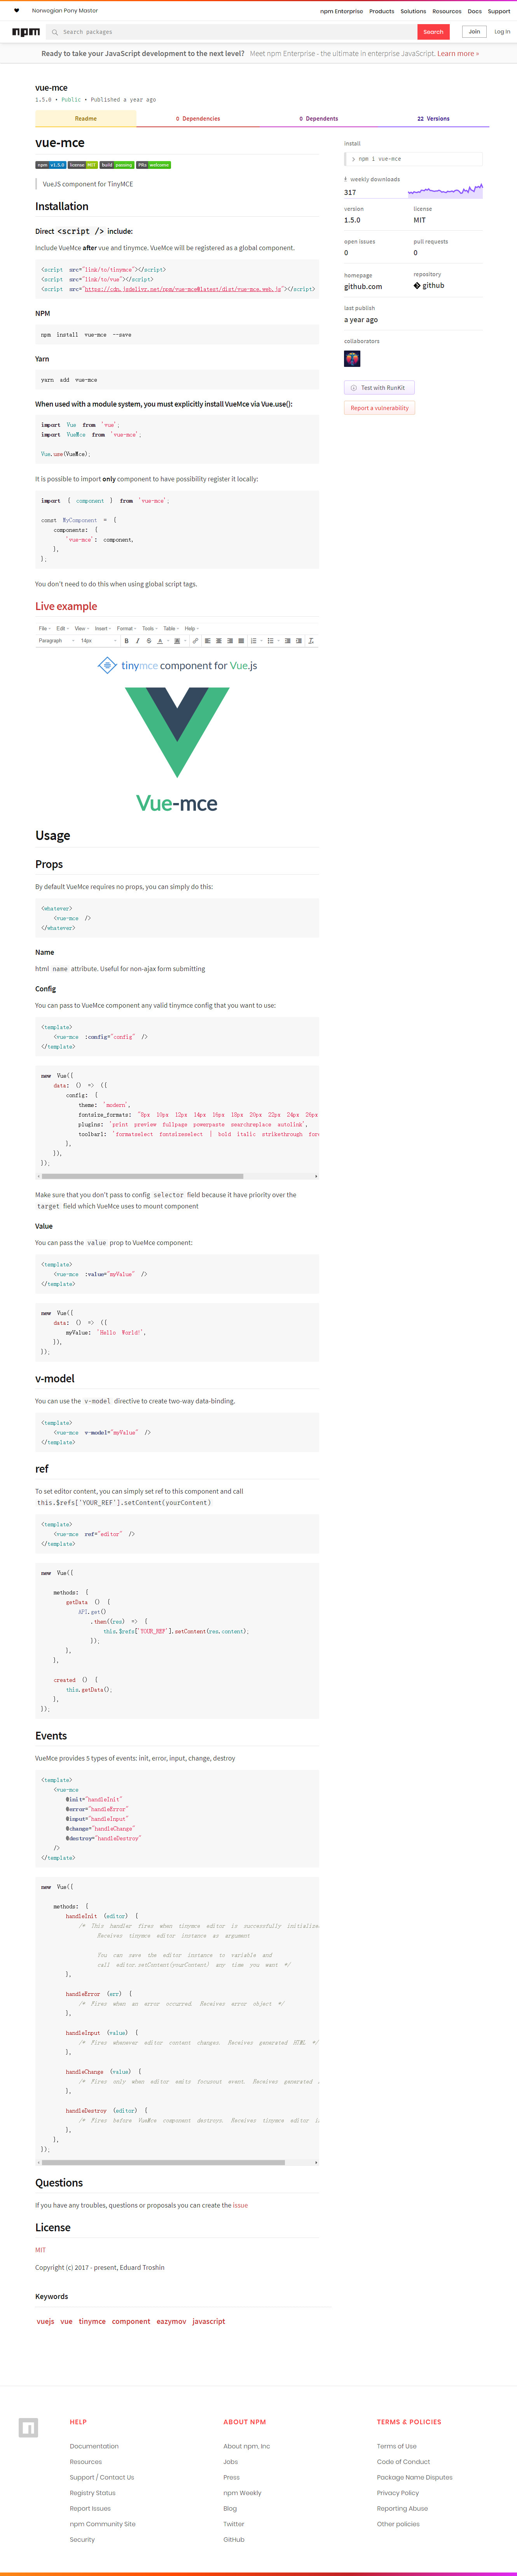 ❤
Norwegian Pony Master
npm Enterprise Products Solutions Resources Docs Support
npm
Search packages
Search
Join
Log In
Ready to take your JavaScript development to the next level? Meet npm Enterprise - the ultimate in enterprise JavaScript. Learn more »
vue-mce
1.5.0 • Public • Published a year ago
Readme
0 Dependencies
0 Dependents
22 Versions
vue-mce
npm v1.5.0 license MIT build passing PRs welcome
VueJS component for TinyMCE
Installation
Direct <script /> include:
Include VueMce after vue and tinymce. VueMce will be registered as a global component.
<script src="link/to/tinymce"></script>
<script src="link/to/vue"></script>
<script src="https://cdn.jsdelivr.net/npm/vue-mce@latest/dist/vue-mce.web.js"></script>
NPM
npm install vue-mce --save
Yarn
yarn add vue-mce
When used with a module system, you must explicitly install VueMce via Vue.use():
import Vue from 'vue';
import VueMce from 'vue-mce';
Vue.use(VueMce);
It is possible to import only component to have possibility register it locally:
import { component } from 'vue-mce';
const MyComponent = {
components: {
'vue-mce': component,
},
};
You don't need to do this when using global script tags.
Live example
File Edit View Insert Format Tools Table Help
Paragraph 14px B I S A
tinymce component for Vue.js
Vue-mce
Usage
Props
By default VueMce requires no props, you can simply do this:
<whatever>
<vue-mce />
</whatever>
Name
html name attribute. Useful for non-ajax form submitting
Config
You can pass to VueMce component any valid tinymce config that you want to use:
<template>
<vue-mce :config="config" />
</template>
new Vue({
data: () => ({
config: {
theme: 'modern',
fontsize_formats: "8px 10px 12px 14px 16px 18px 20px 22px 24px 26px
plugins: 'print preview fullpage powerpaste searchreplace autolink',
toolbar1: 'formatselect fontsizeselect | bold italic strikethrough for
},
}),
});
Make sure that you don't pass to config selector field because it have priority over the
target field which VueMce uses to mount component
Value
You can pass the value prop to VueMce component:
<template>
<vue-mce :value="myValue" />
</template>
new Vue({
data: () => ({
myValue: 'Hello World!',
}),
});
v-model
You can use the v-model directive to create two-way data-binding.
<template>
<vue-mce v-model="myValue" />
</template>
ref
To set editor content, you can simply set ref to this component and call
this.$refs['YOUR_REF'].setContent(yourContent)
<template>
<vue-mce ref="editor" />
</template>
new Vue({
methods: {
getData () {
API.get()
.then((res) => {
this.$refs['YOUR_REF'].setContent(res.content);
});
},
},
created () {
this.getData();
},
});
Events
VueMce provides 5 types of events: init, error, input, change, destroy
<template>
<vue-mce
@init="handleInit"
@error="handleError"
@input="handleInput"
@change="handleChange"
@destroy="handleDestroy"
/>
</template>
new Vue({
methods: {
handleInit (editor) {
/* This handler fires when tinymce editor is successfully initialize
Receives tinymce editor instance as argument
You can save the editor instance to variable and
call editor.setContent(yourContent) any time you want */
},
handleError (err) {
/* Fires when an error occurred. Receives error object */
},
handleInput (value) {
/* Fires whenever editor content changes. Receives generated HTML */
},
handleChange (value) {
/* Fires only when editor emits focusout event. Receives generated
},
handleDestroy (editor) {
/* Fires before VueMce component destroys. Receives tinymce editor i
},
},
});
Questions
If you have any troubles, questions or proposals you can create the issue
License
MIT
Copyright (c) 2017 - present, Eduard Troshin
Keywords
vuejs vue tinymce component eazymov javascript
install
> npm i vue-mce
weekly downloads
317
version
1.5.0
license
MIT
open issues
0
pull requests
0
homepage
github.com
repository
� github
last publish
a year ago
collaborators
Test with RunKit
Report a vulnerability
HELP
Documentation
Resources
Support / Contact Us
Registry Status
Report Issues
npm Community Site
Security
ABOUT NPM
About npm, Inc
Jobs
Press
npm Weekly
Blog
Twitter
GitHub
TERMS & POLICIES
Terms of Use
Code of Conduct
Package Name Disputes
Privacy Policy
Reporting Abuse
Other policies